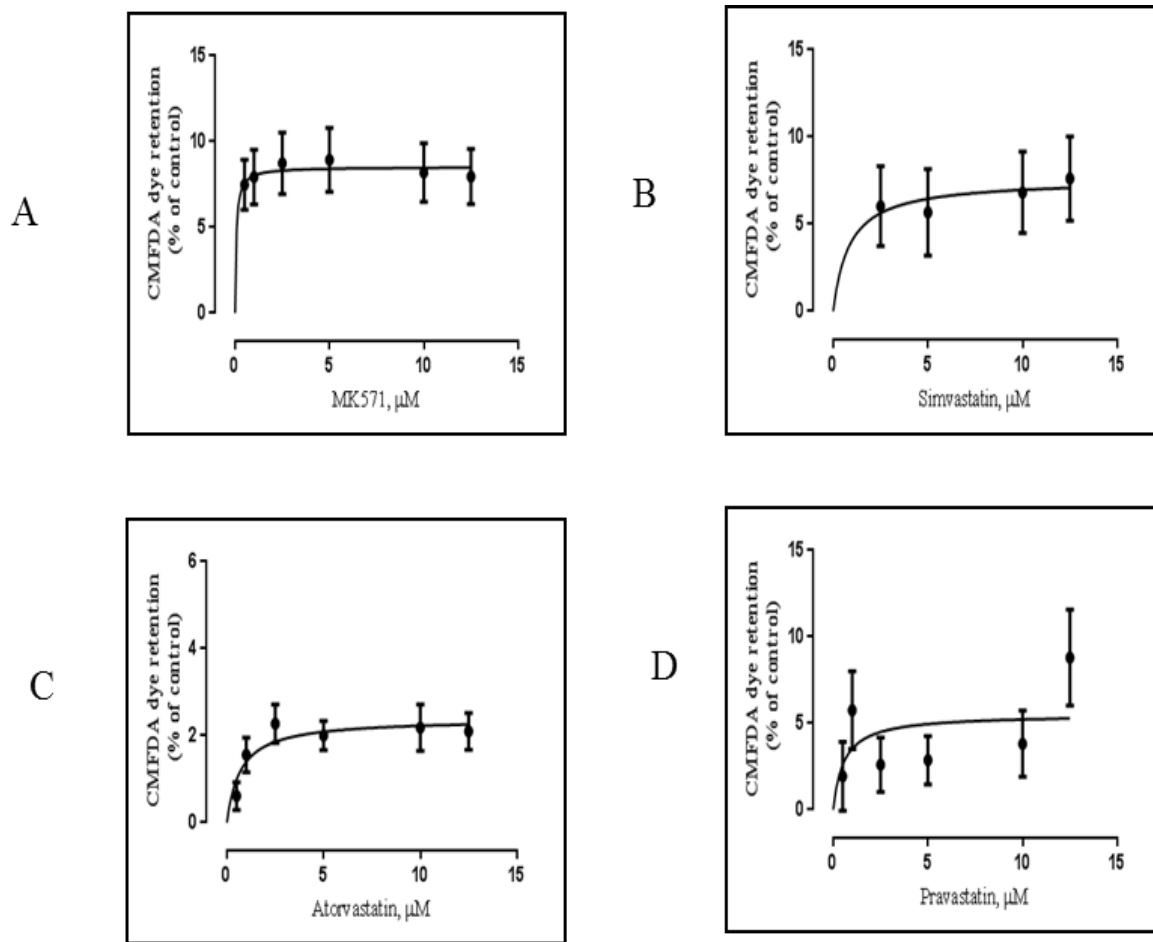 A
CMFDA dye retention
(% of control)
15
10
5
0
0 5 10 15
MK571, μM
B
CMFDA dye retention
(% of control)
15
10
5
0
0 5 10 15
Simvastatin, μM
C
CMFDA dye retention
(% of control)
6
4
2
0
0 5 10 15
Atorvastatin, μM
D
CMFDA dye retention
(% of control)
15
10
5
0
0 5 10 15
Pravastatin, μM